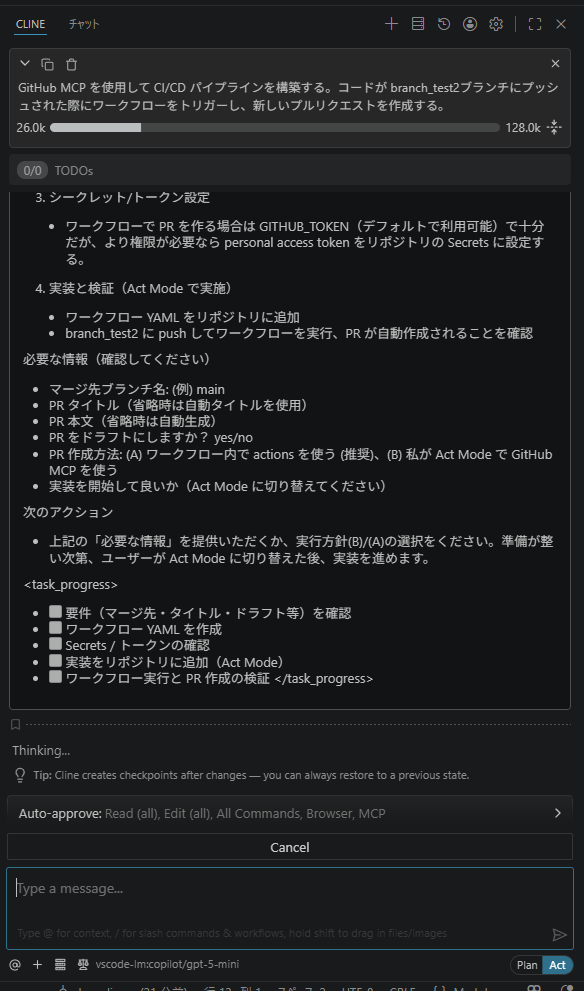 CLINE チャット
GitHub MCP を使用して CI/CD パイプラインを構築する。コードが branch_test2ブランチにプッ
シュされた際にワークフローをトリガーし、新しいプルリクエストを作成する。
26.0k 128.0k
0/0 TODOs
3. シークレット/トークン設定
ワークフローで PR を作る場合は GITHUB_TOKEN（デフォルトで利用可能）で十
分だが、より権限が必要なら personal access token をリポジトリの Secrets に設定す
る。
4. 実装と検証（Act Mode で実施）
ワークフロー YAML をリポジトリに追加
branch_test2 に push してワークフローを実行、PR が自動作成されることを確認
必要な情報（確認してください）
マージ先ブランチ名: (例) main
PR タイトル（省略時は自動タイトルを使用）
PR 本文（省略時は自動生成）
PR をドラフトにしますか？ yes/no
PR 作成方法: (A) ワークフロー内で actions を使う (推奨)、(B) 私が Act Mode で GitHub
MCP を使う
実装を開始して良いか（Act Mode に切り替えてください）
次のアクション
上記の「必要な情報」を提供いただくか、実行方針(B)/(A)の選択をください。準備が整
い次第、ユーザーが Act Mode に切り替えた後、実装を進めます。
<task_progress>
要件（マージ先・タイトル・ドラフト等）を確認
ワークフロー YAML を作成
Secrets / トークンの確認
実装をリポジトリに追加（Act Mode）
ワークフロー実行と PR 作成の検証 </task_progress>
Thinking...
Tip: Cline creates checkpoints after changes — you can always restore to a previous state.
Auto-approve: Read (all), Edit (all), All Commands, Browser, MCP
Cancel
Type a message...
Type @ for context, / for slash commands & workflows, hold shift to drag in files/images
vscode-lm:copilot/gpt-5-mini
Plan Act